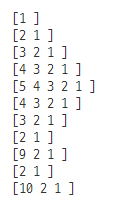 [1 ]
[2 1 ]
[3 2 1 ]
[4 3 2 1 ]
[5 4 3 2 1 ]
[4 3 2 1 ]
[3 2 1 ]
[2 1 ]
[9 2 1 ]
[2 1 ]
[10 2 1 ]